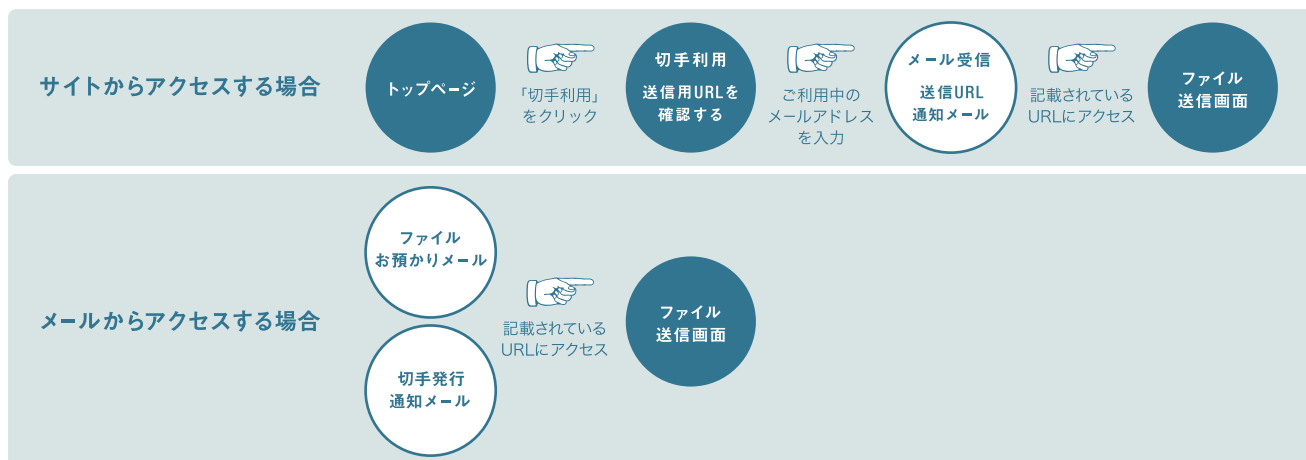 サイトからアクセスする場合
トップページ
「切手利用」
をクリック
切手利用
送信用URLを
確認する
ご利用中の
メールアドレス
を入力
メール受信
送信URL
通知メール
記載されている
URLにアクセス
ファイル
送信画面
メールからアクセスする場合
ファイル
お預かりメール
切手発行
通知メール
記載されている
URLにアクセス
ファイル
送信画面